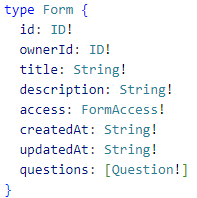 type Form {
  id: ID!
  ownerId: ID!
  title: String!
  description: String!
  access: FormAccess!
  createdAt: String!
  updatedAt: String!
  questions: [Question!]
}